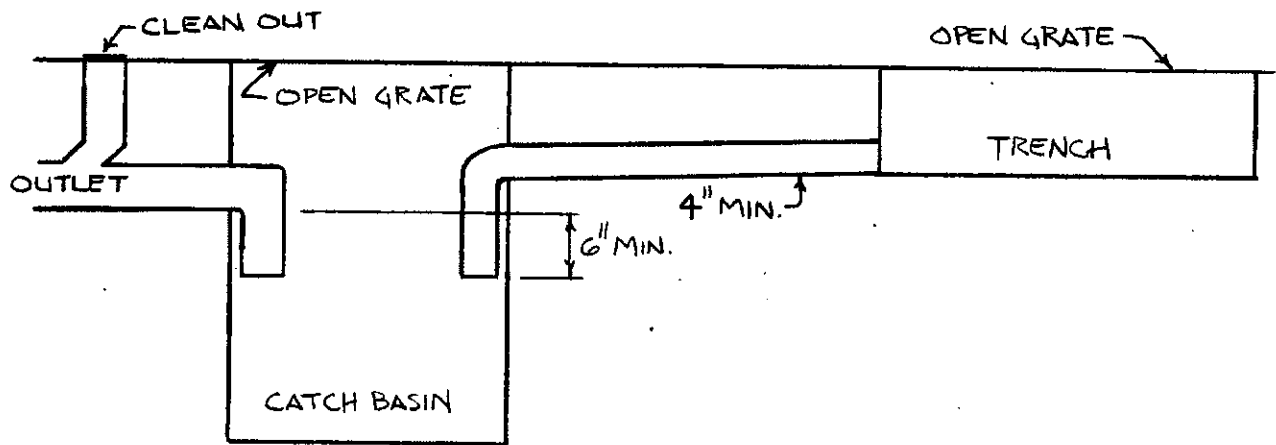 CLEAN OUT
OPEN GRATE
OPEN GRATE
TRENCH
OUTLET
4" MIN.
6" MIN.
CATCH BASIN